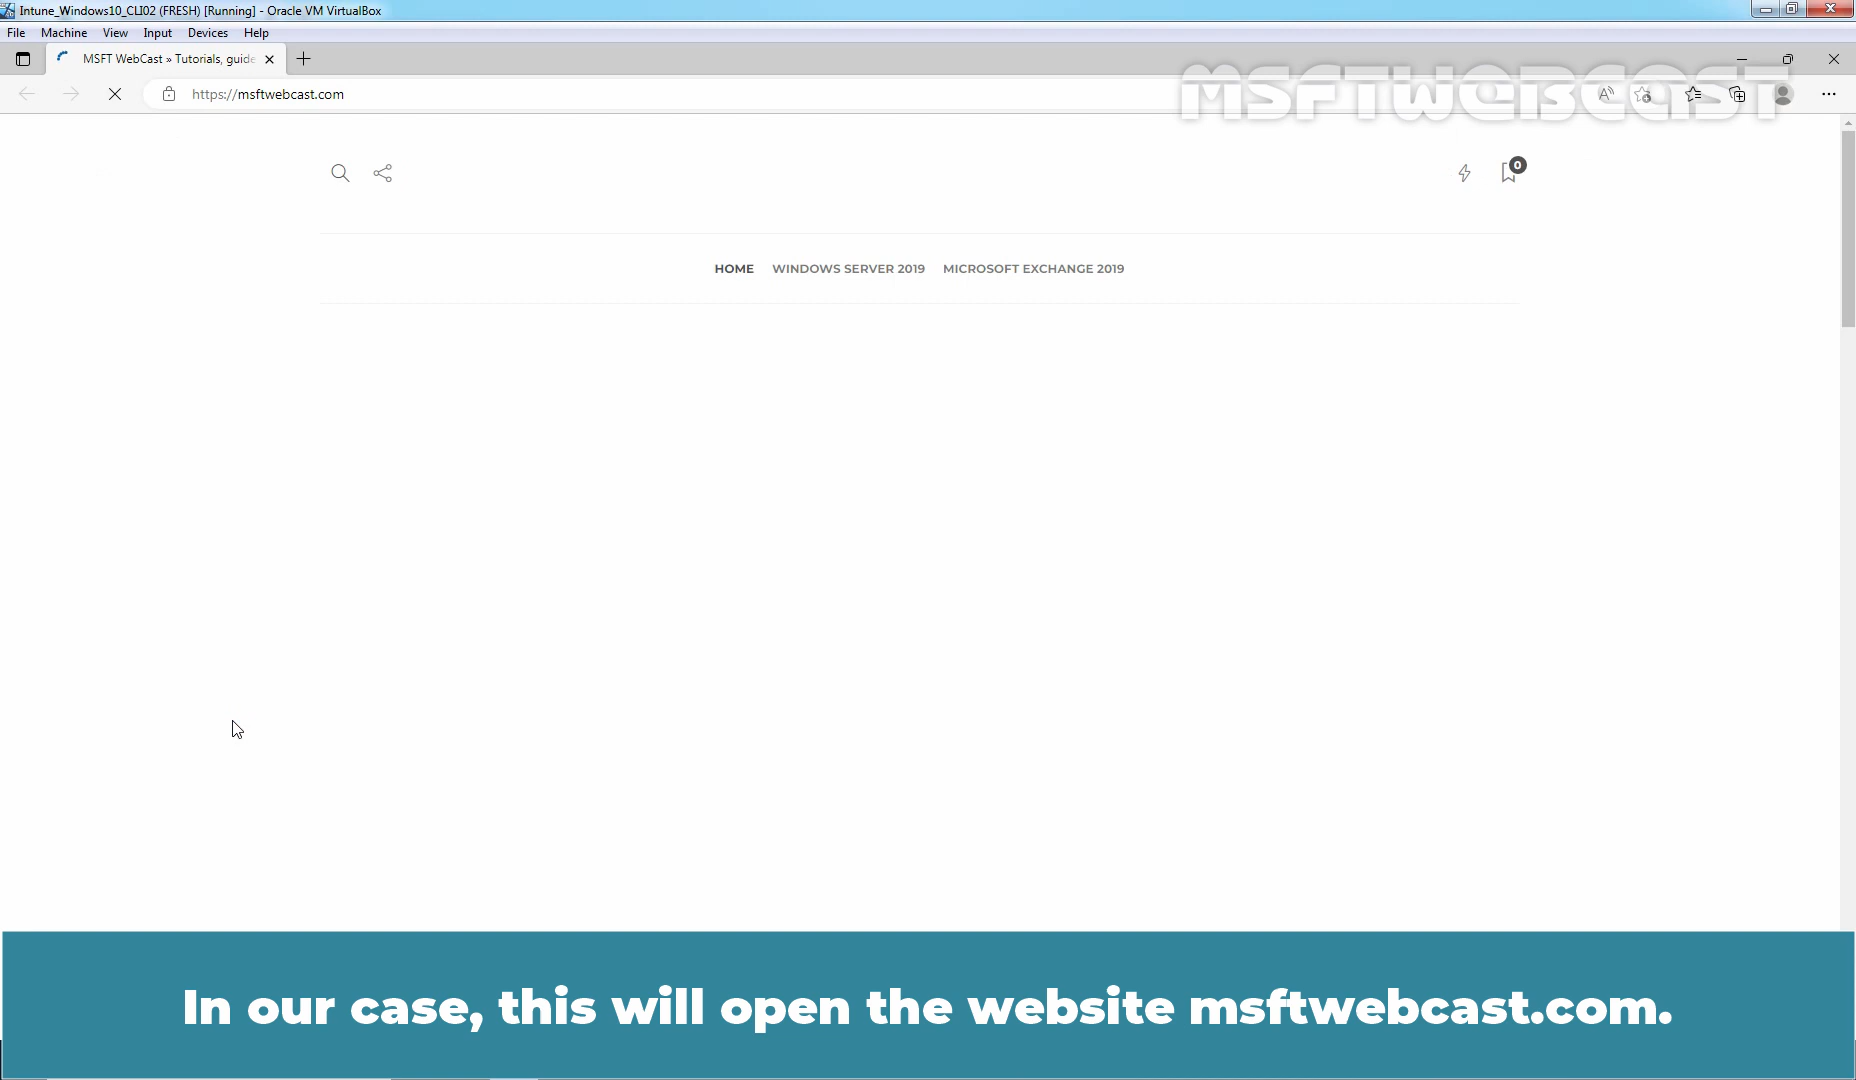 Intune_Windows10_CLI02 (FRESH) [Running] - Oracle VM VirtualBox
File Machine View Input Devices Help
MSFT WebCast » Tutorials, guide
https://msftwebcast.com
MSFTWEBCAST
0
HOME WINDOWS SERVER 2019 MICROSOFT EXCHANGE 2019
In our case, this will open the website msftwebcast.com.